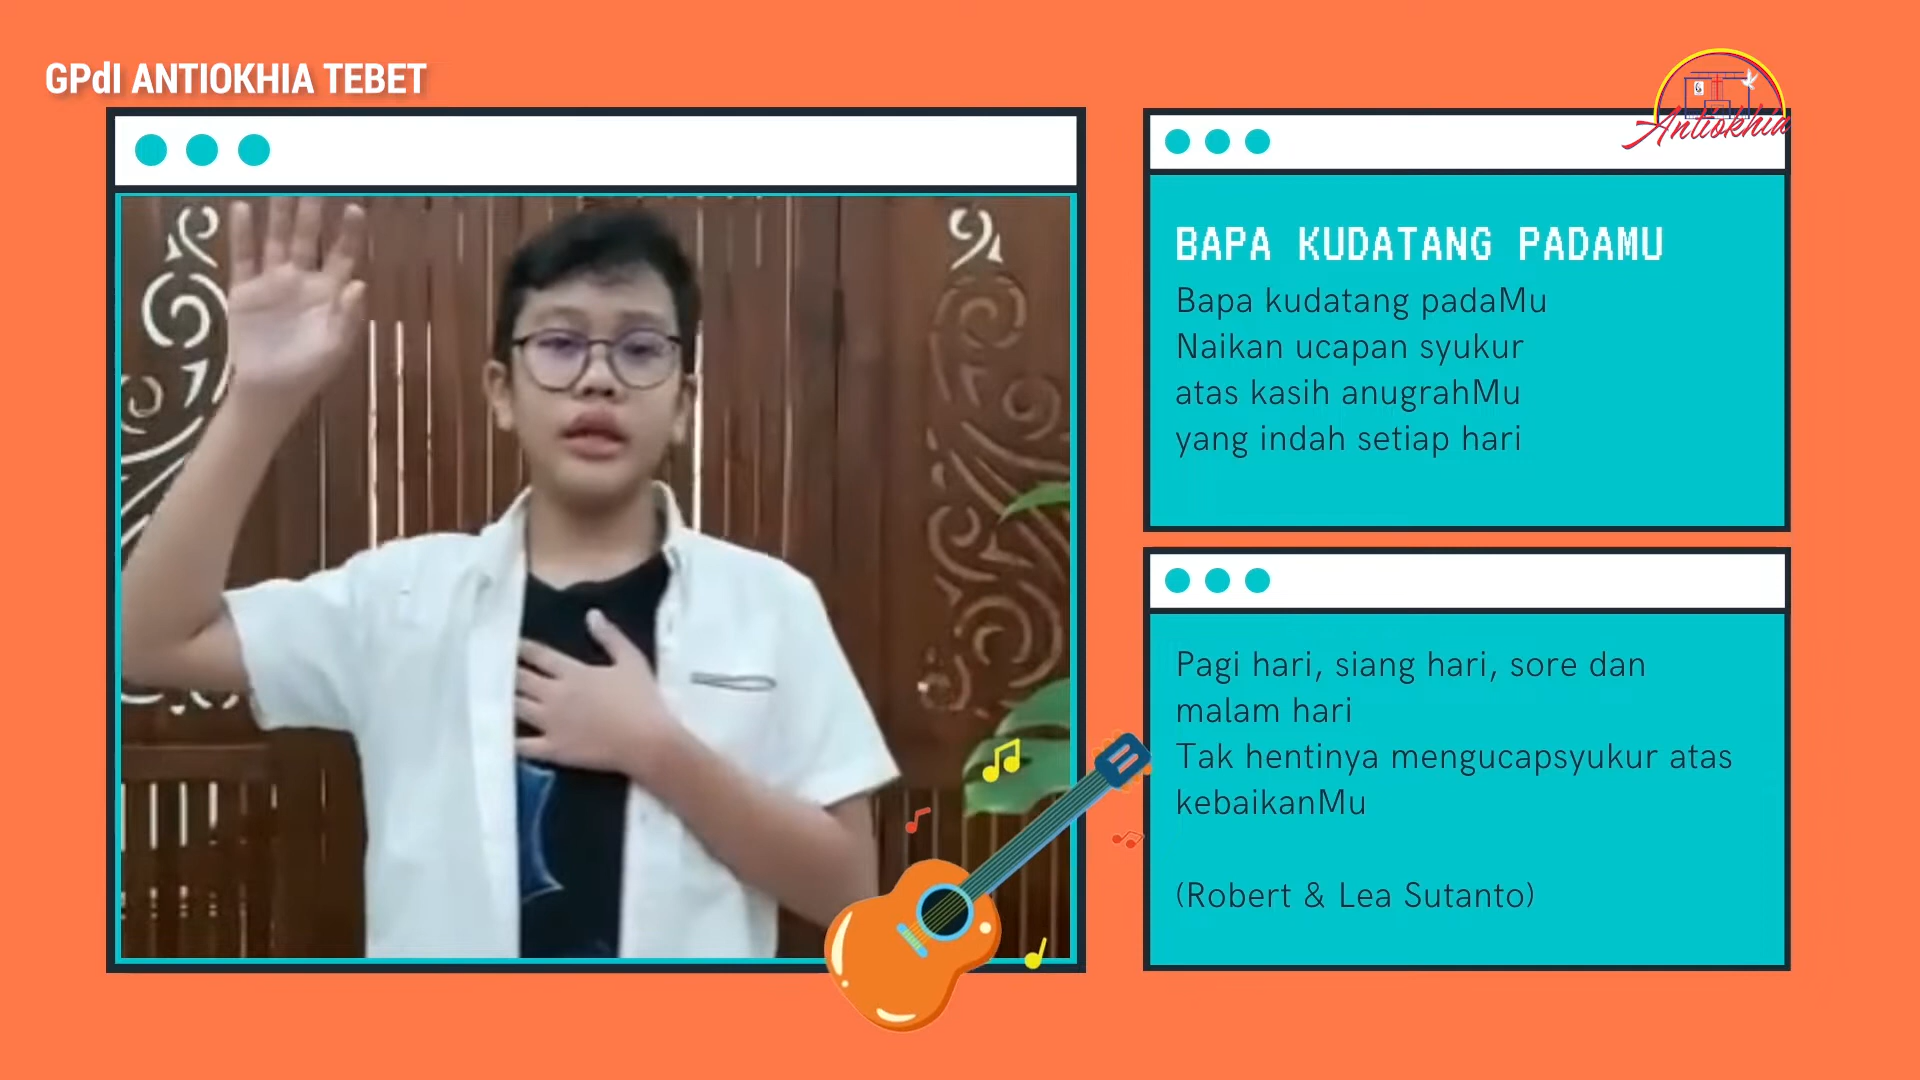 GPdI ANTIOKHIA TEBET
Antiokhia
BAPA KUDATANG PADAMU
Bapa kudatang padaMu
Naikan ucapan syukur
atas kasih anugrahMu
yang indah setiap hari
Pagi hari, siang hari, sore dan
malam hari
Tak hentinya mengucapsyukur atas
kebaikanMu
(Robert & Lea Sutanto)